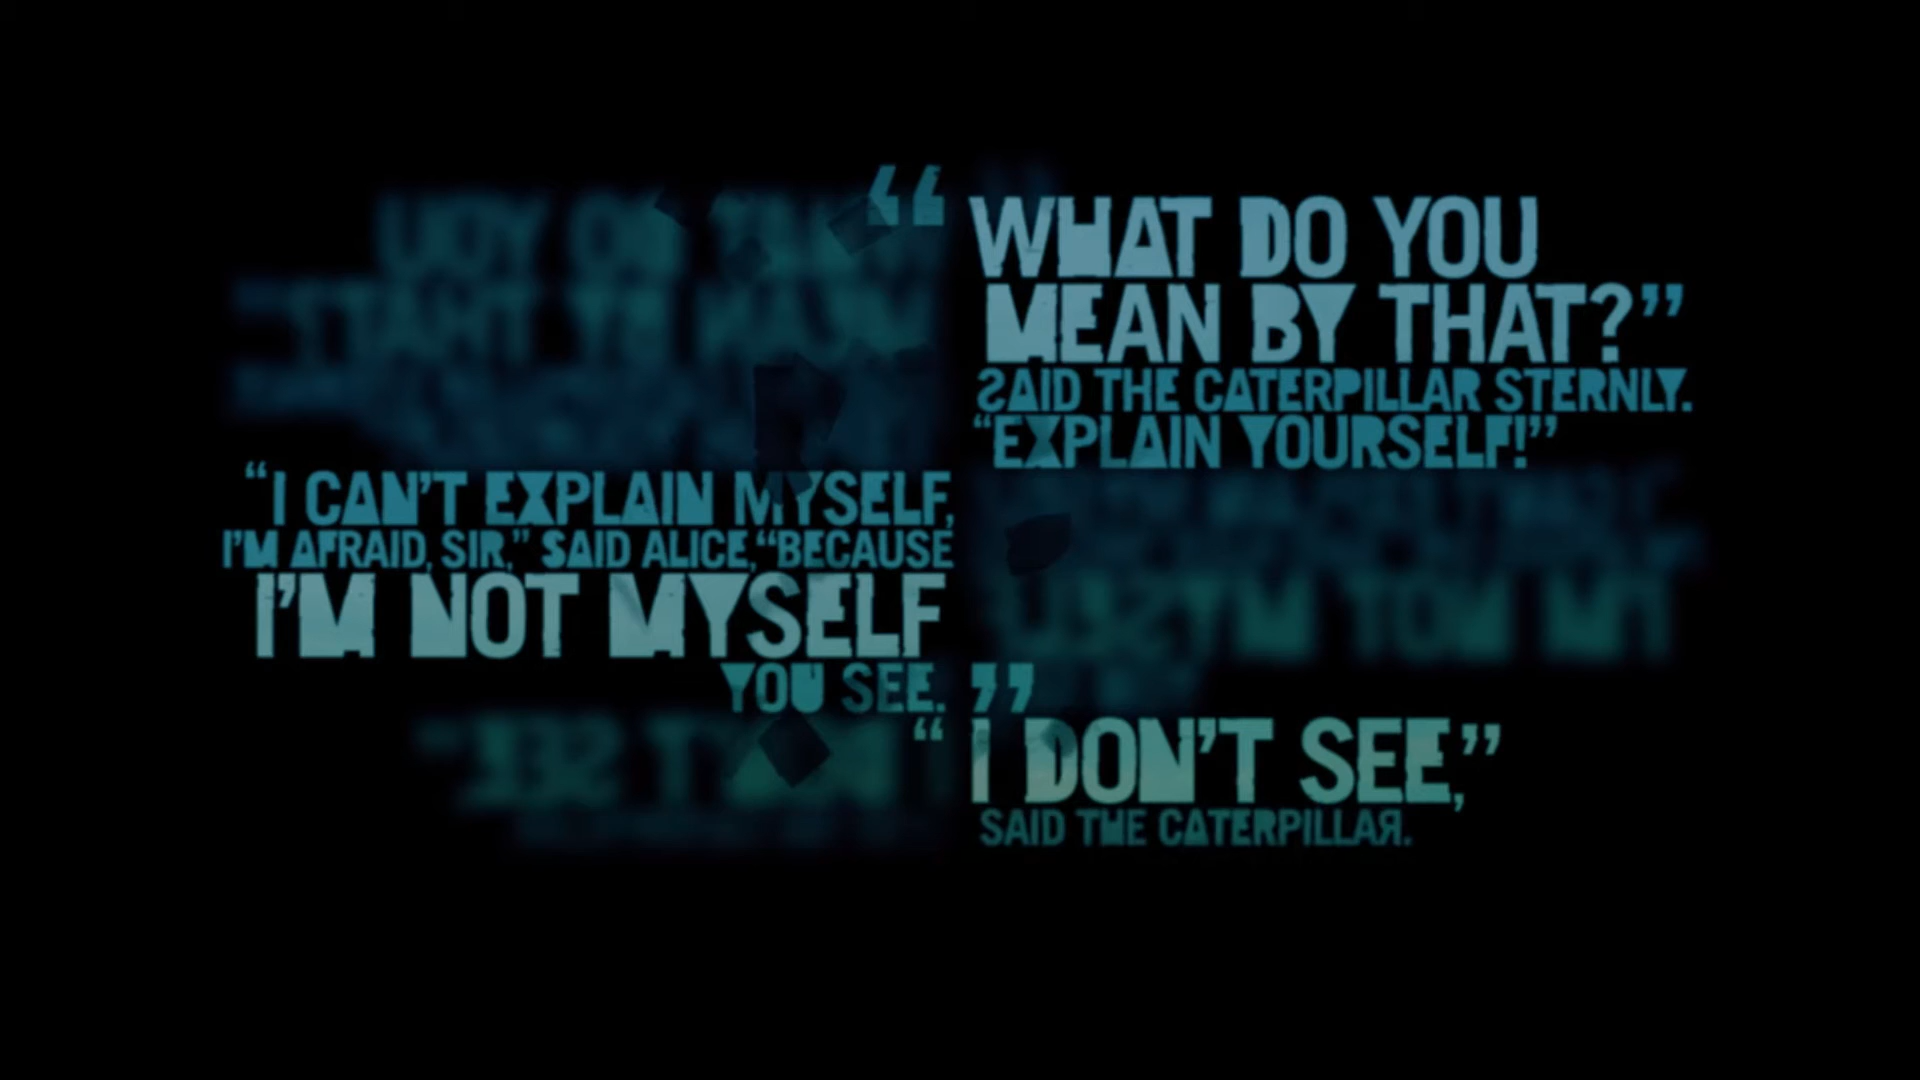 “WHAT DO YOU
MEAN BY THAT?”
SAID THE CATERPILLAR STERNLY.
“EXPLAIN YOURSELF!”
“I CAN’T EXPLAIN MYSELF,
I’M AFRAID, SIR,” SAID ALICE, “BECAUSE
I’M NOT MYSELF
YOU SEE.”
“I DON’T SEE,”
SAID THE CATERPILLAR.